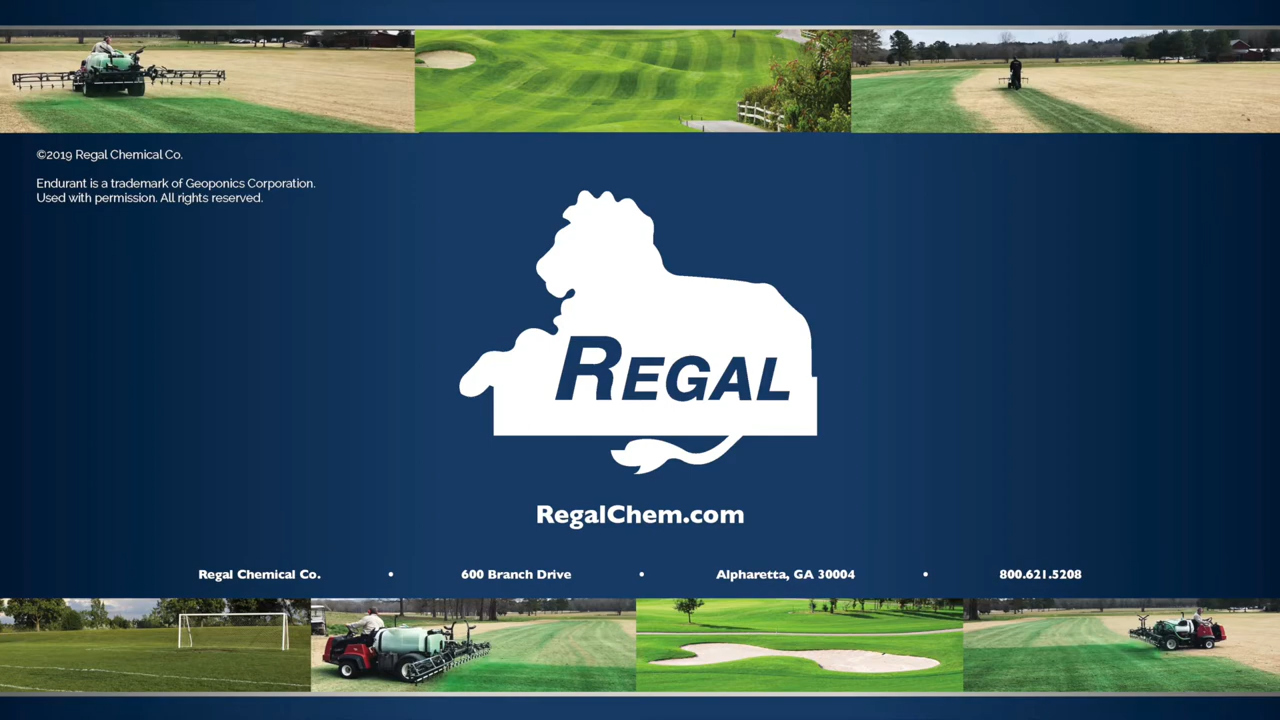 ©2019 Regal Chemical Co.
Endurant is a trademark of Geoponics Corporation.
Used with permission. All rights reserved.
REGAL
RegalChem.com
Regal Chemical Co. • 600 Branch Drive • Alpharetta, GA 30004 • 800.621.5208